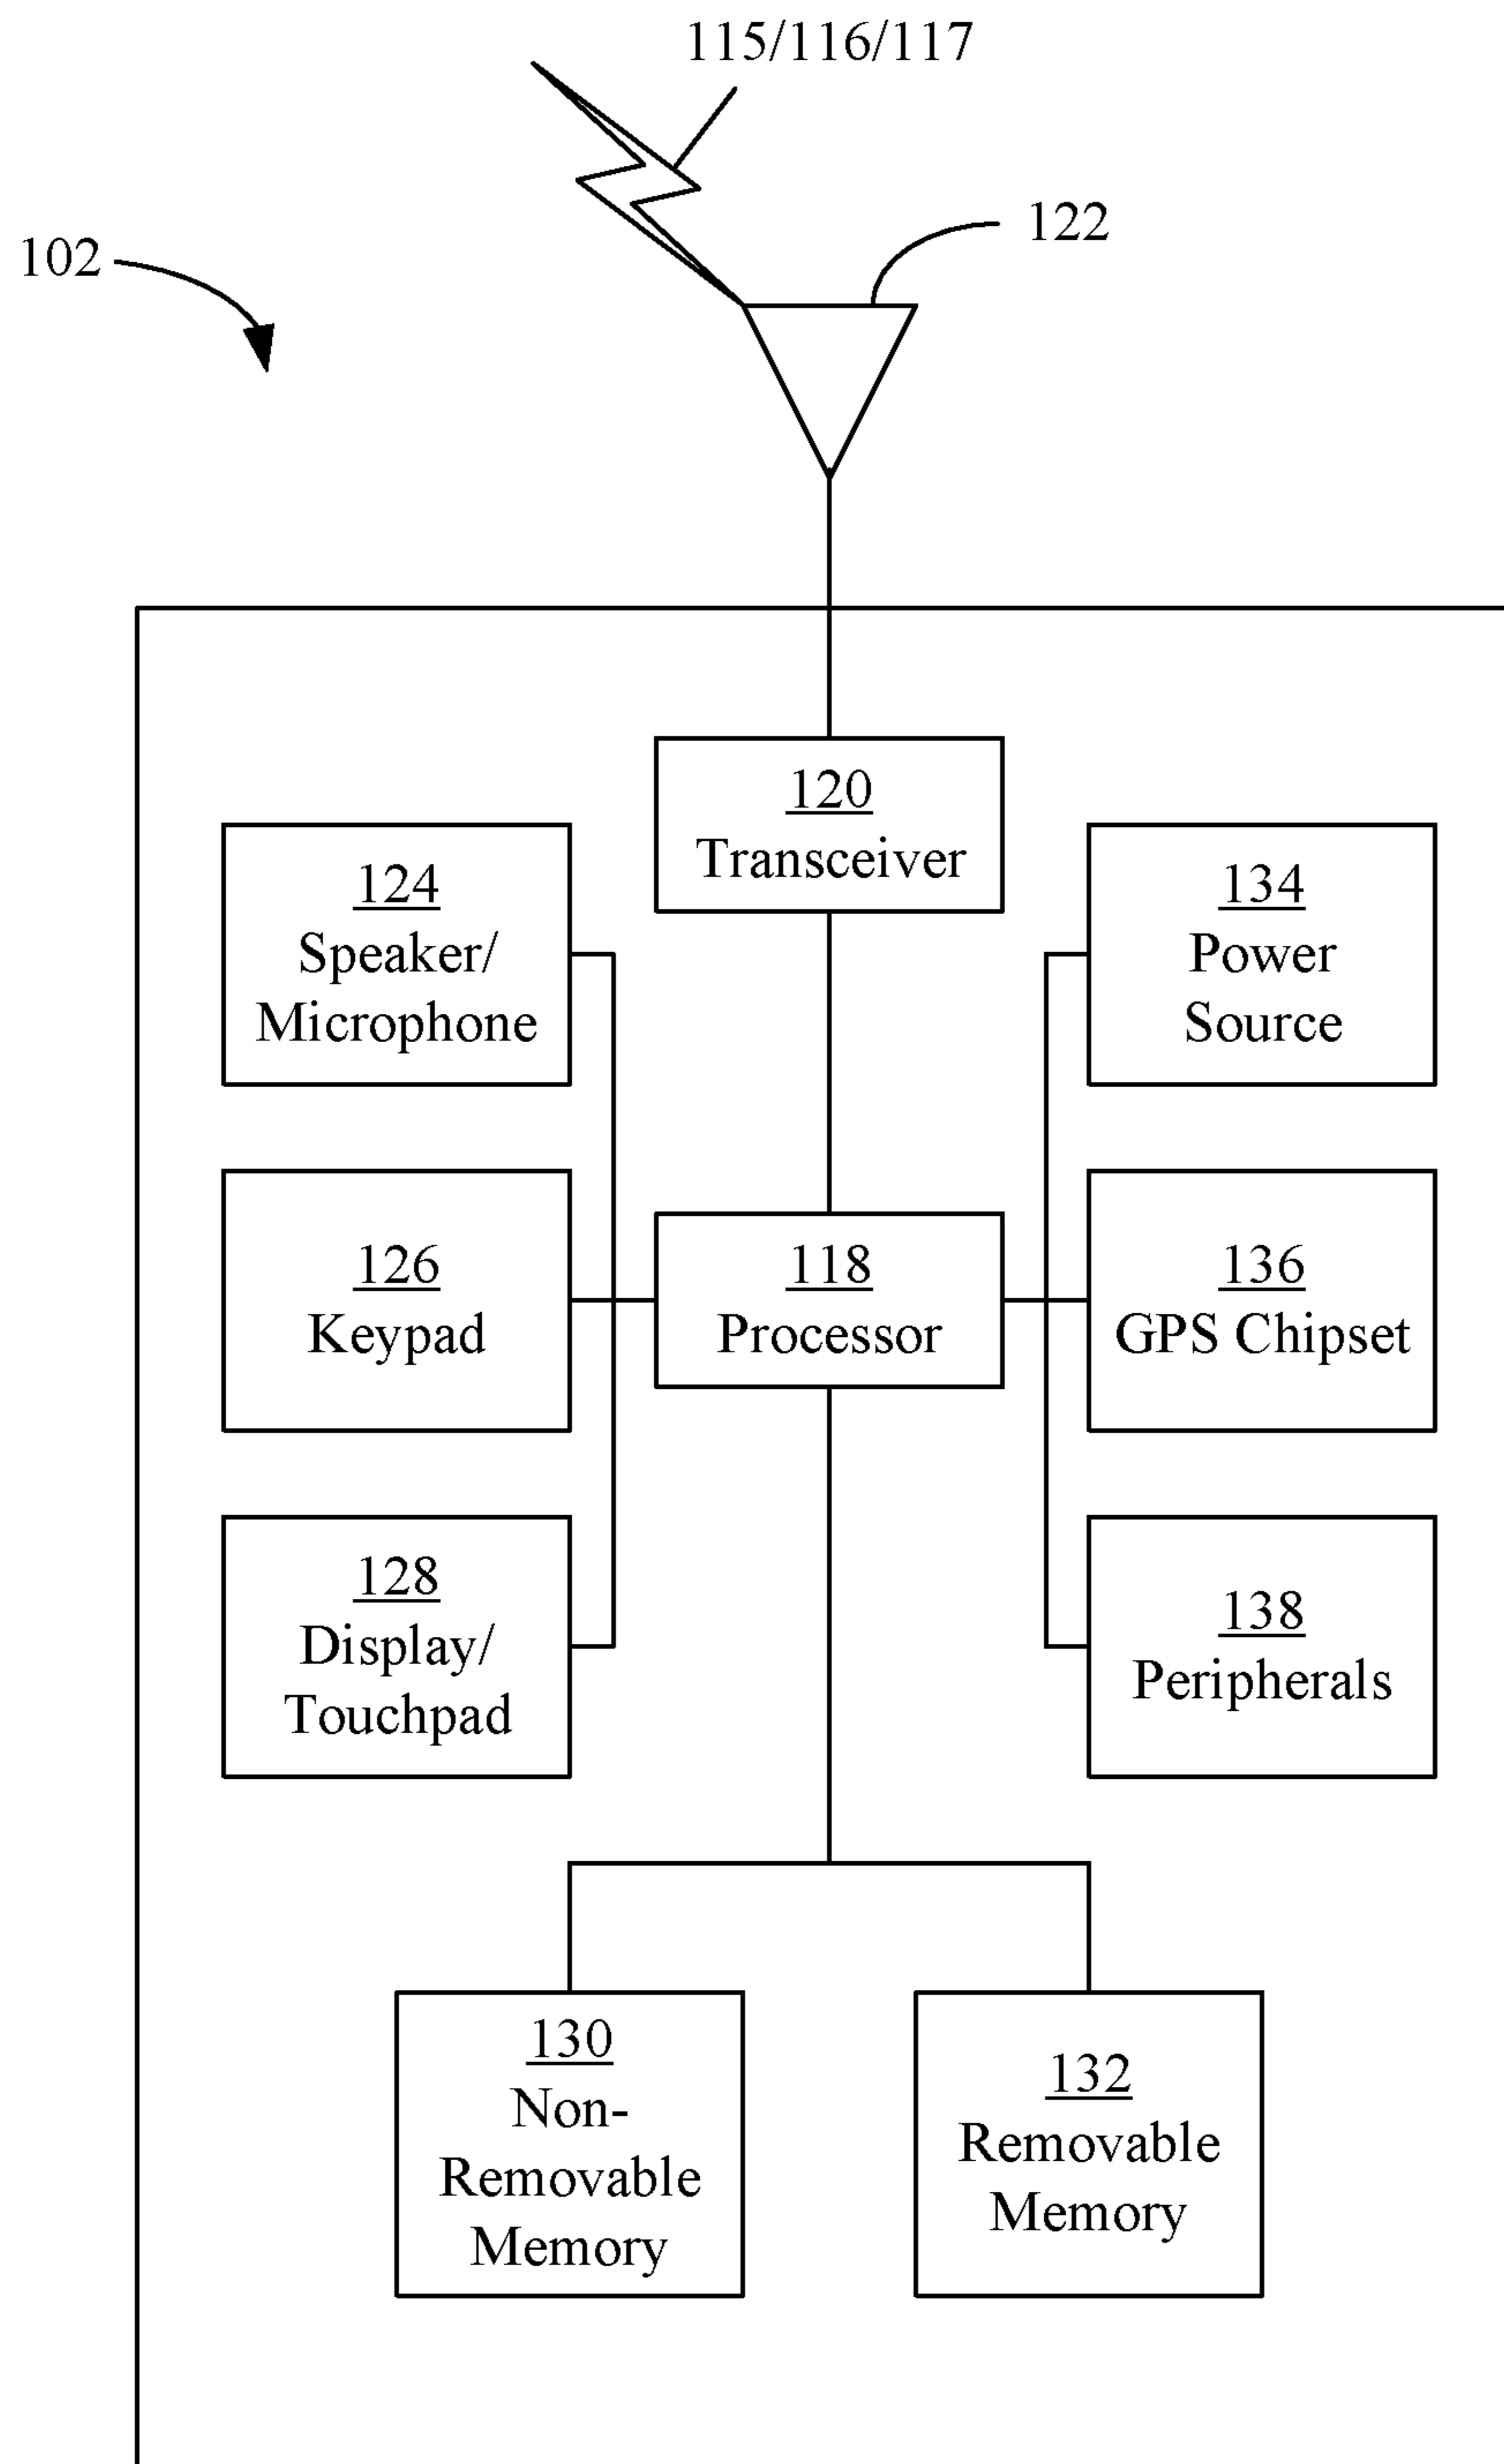 115/116/117
122
102
120
Transceiver
124
Speaker/
Microphone
134
Power
Source
126
Keypad
118
Processor
136
GPS Chipset
128
Display/
Touchpad
138
Peripherals
130
Non-
Removable
Memory
132
Removable
Memory